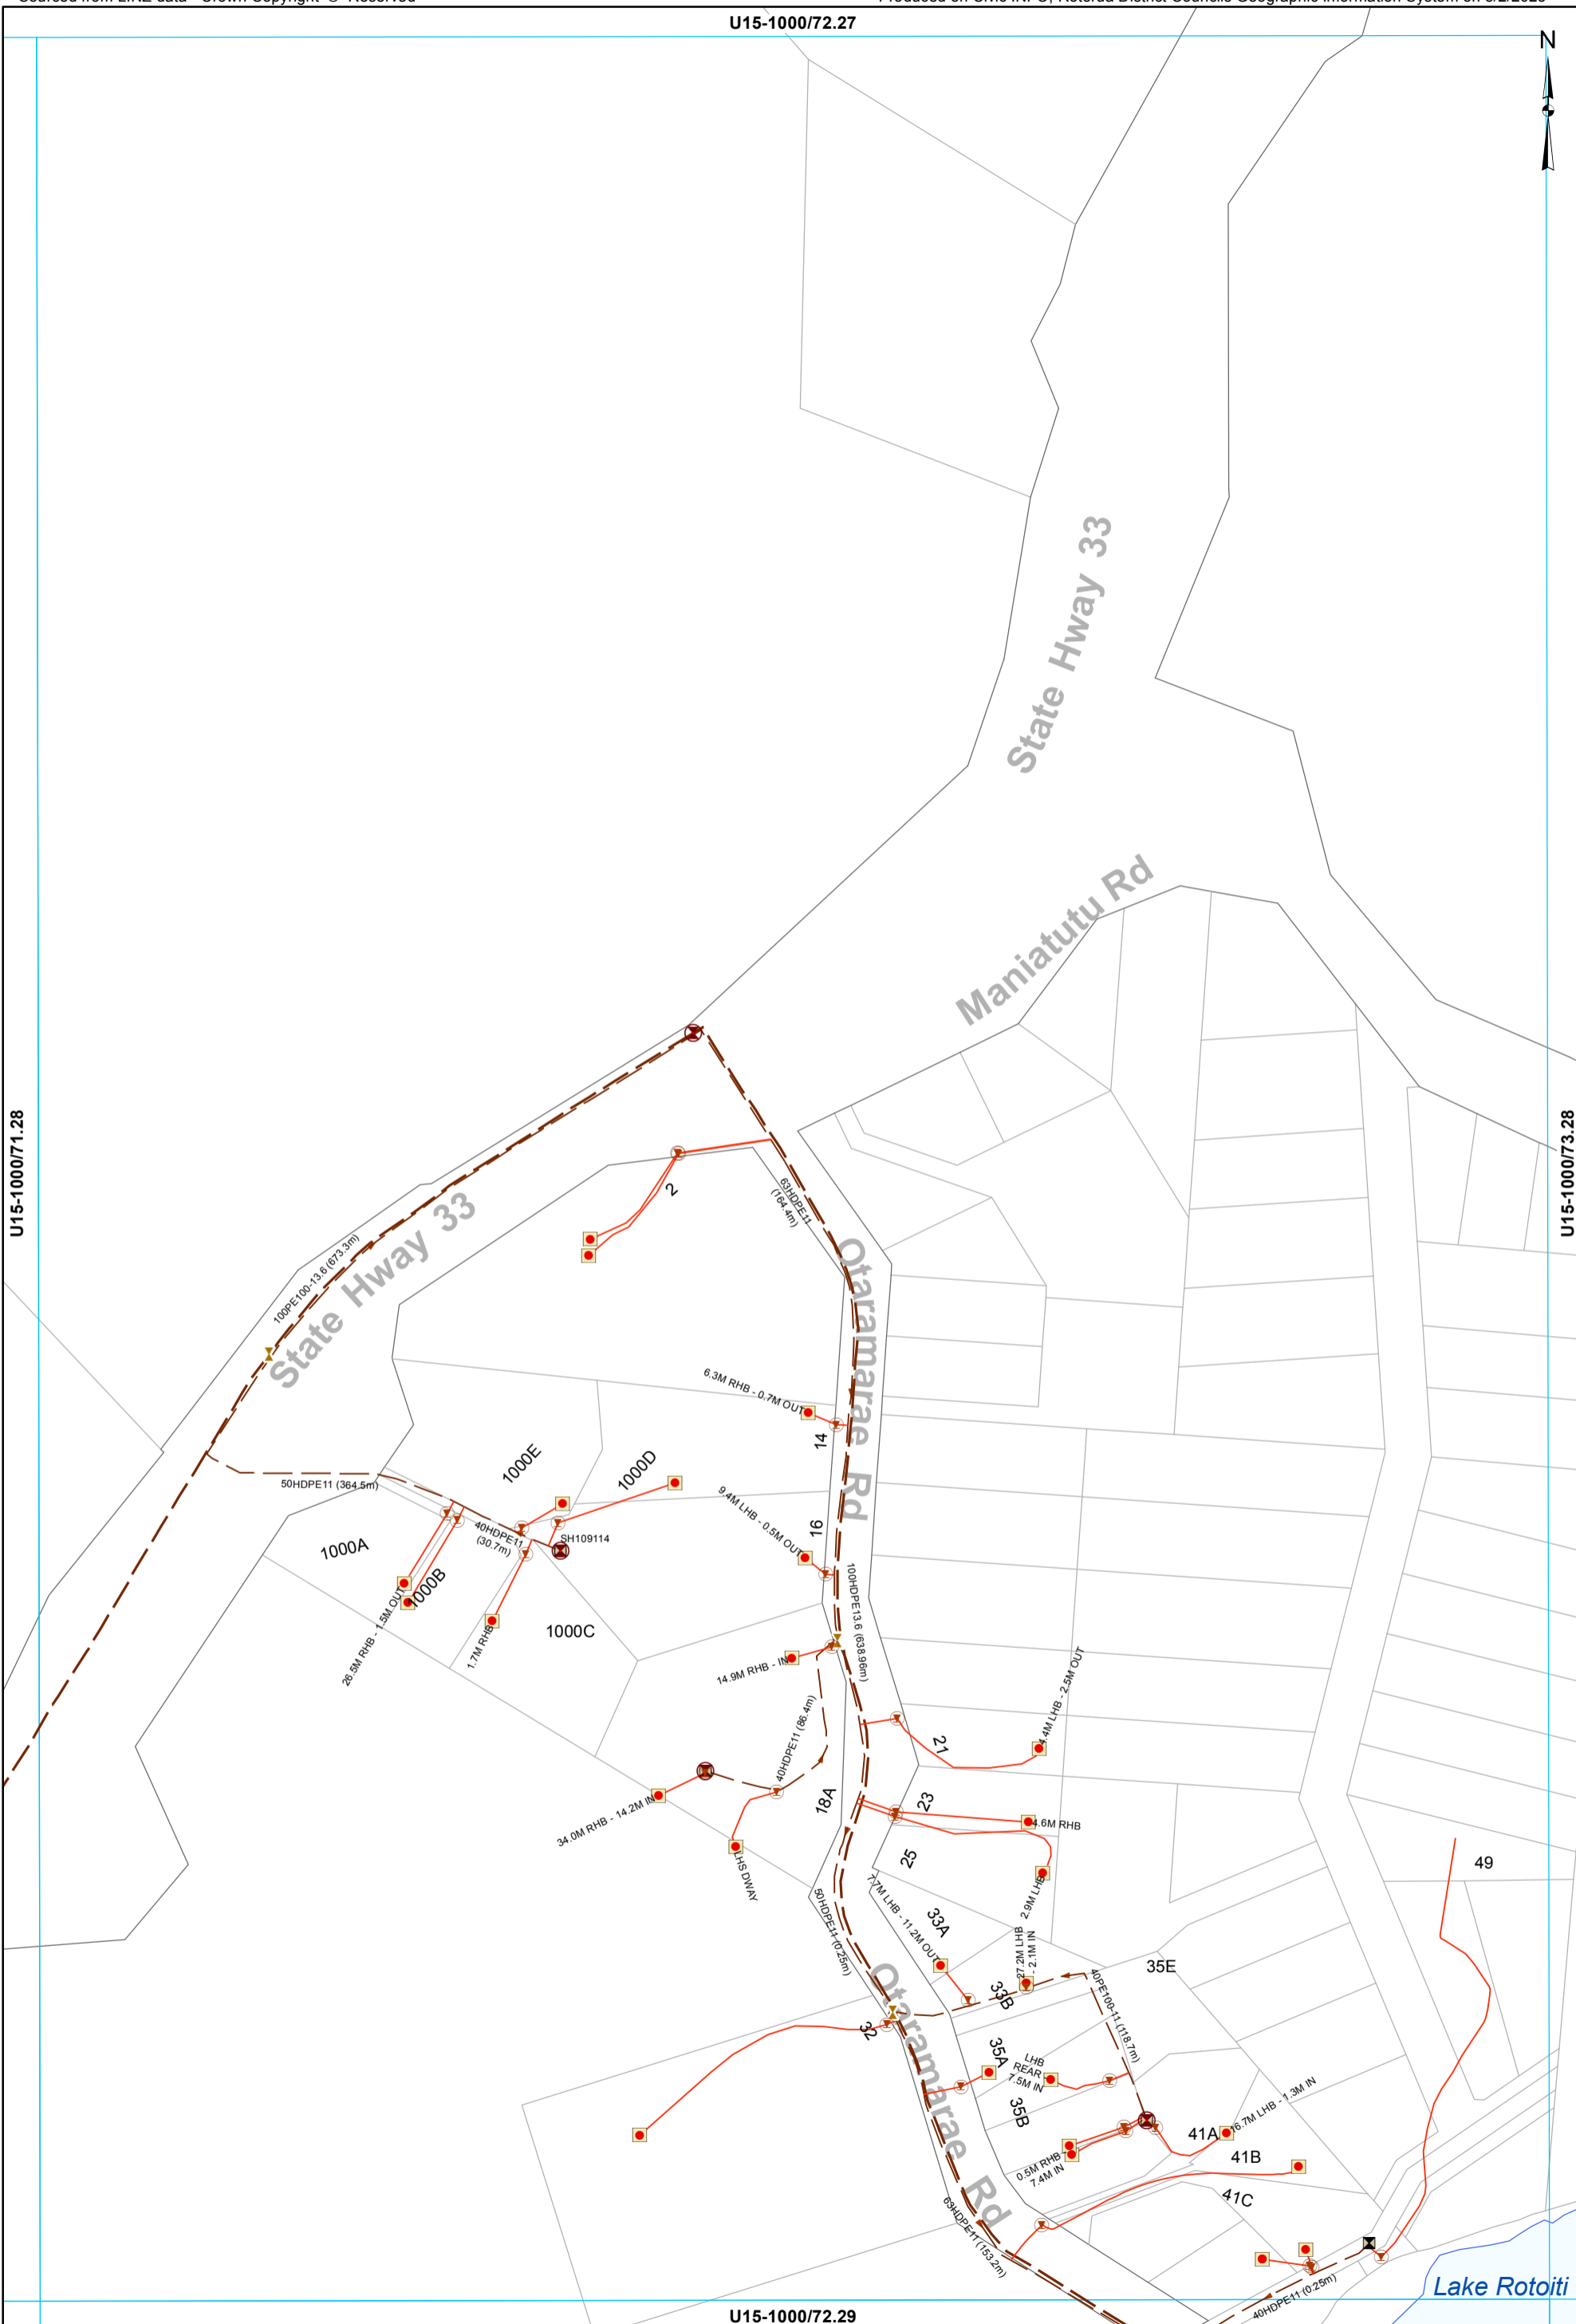 U15-1000/72.27
N
State Hway 33
Maniatutu Rd
U15-1000/71.28
U15-1000/73.28
2
63HDPE11
(164.4m)
State Hway 33
100PE100-13.6 (673.3m)
Otaramarae Rd
6.3M RHB - 0.7M OUT
14
1000E
1000D
50HDPE11 (364.5m)
9.4M LHB - 0.5M OUT
16
40HDPE11
(30.7m)
SH109114
1000A
1000B
26.5M RHB - 1.5M OUT
1.7M RHB
1000C
100HDPE13.6 (638.96m)
14.9M RHB - IN
4.4M LHB - 2.5M OUT
21
40HDPE11 (86.4m)
18A
23
4.6M RHB
34.0M RHB - 14.2M IN
LHS DWAY
25
49
7.7M LHB - 11.2M OUT
2.9M LHB
50HDPE11 (0.25m)
33A
27.2M LHB
- 2.1M IN
35E
33B
40PE100-11 (118.7m)
32
Otaramarae Rd
35A
LHB
REAR
7.5M IN
35B
16.7M LHB - 1.3M IN
41A
41B
0.5M RHB -
7.4M IN
41C
63HDPE11 (153.2m)
40HDPE11 (0.25m)
Lake Rotoiti
U15-1000/72.29